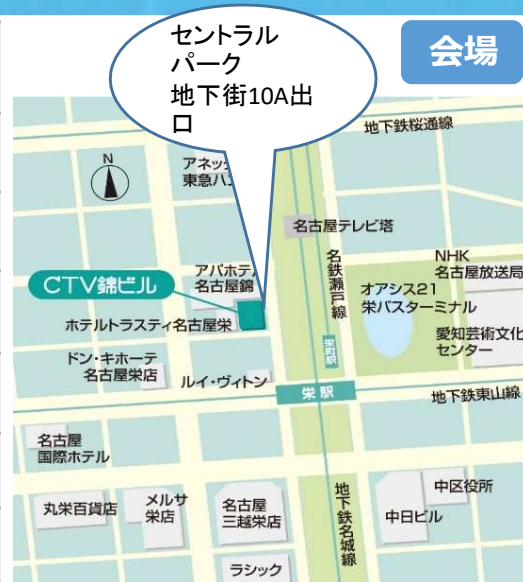 セントラル
パーク
地下街10A出
口
会場
地下鉄桜通線
N
アネッ
東急ハ
名古屋テレビ塔
名鉄瀬戸線
NHK
名古屋放送局
CTV錦ビル
アパホテ
名古屋錦
オアシス21
栄バスターミナル
ホテルトラスティ名古屋栄
愛知芸術文化
センター
栄町駅
ドン・キホーテ
名古屋栄店
ルイ・ヴィトン
栄駅
地下鉄東山線
名古屋
国際ホテル
丸栄百貨店
メルサ
栄店
名古屋
三越栄店
地下鉄名城線
中日ビル
中区役所
ラシック